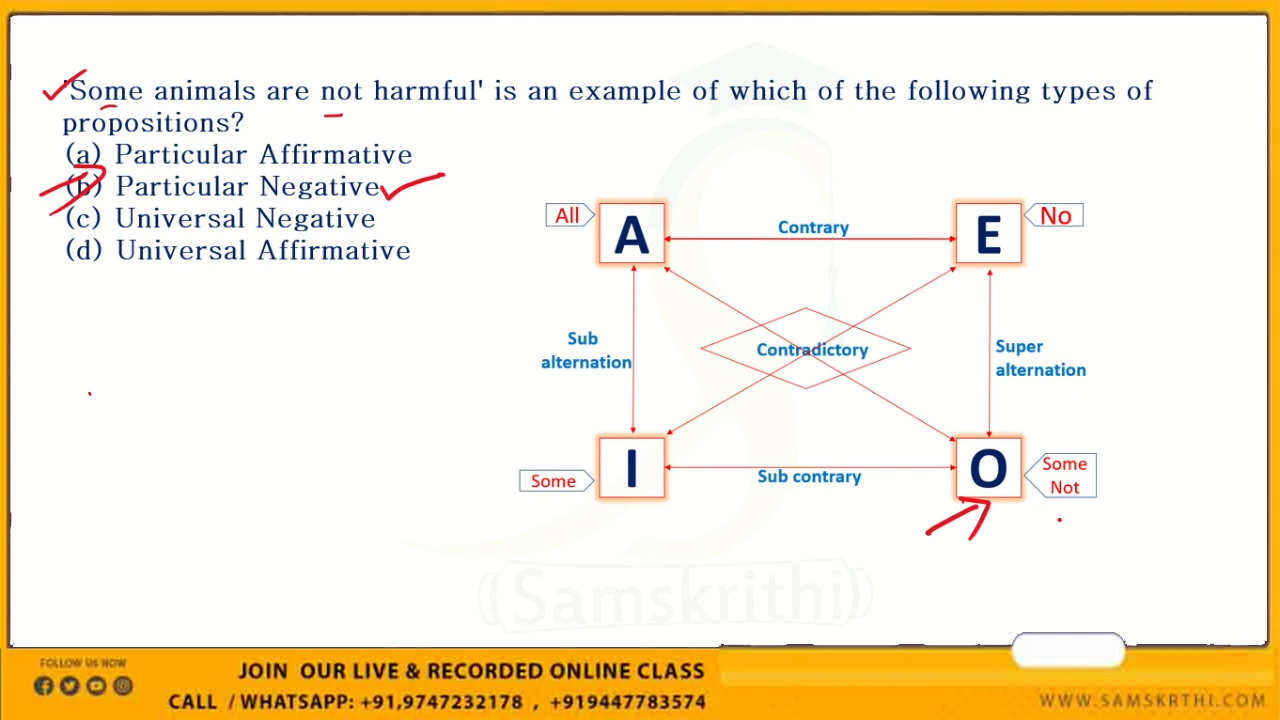 'Some animals are not harmful' is an example of which of the following types of
propositions?
(a) Particular Affirmative
(b) Particular Negative
(c) Universal Negative
(d) Universal Affirmative
All
A
Contrary
E
No
Sub
alternation
Contradictory
Super
alternation
Some
I
Sub contrary
O
Some
Not
(Samskrithi)
FOLLOW US NOW
JOIN OUR LIVE & RECORDED ONLINE CLASS
CALL / WHATSAPP: +91,9747232178 , +919447783574
WWW.SAMSKRTHI.COM